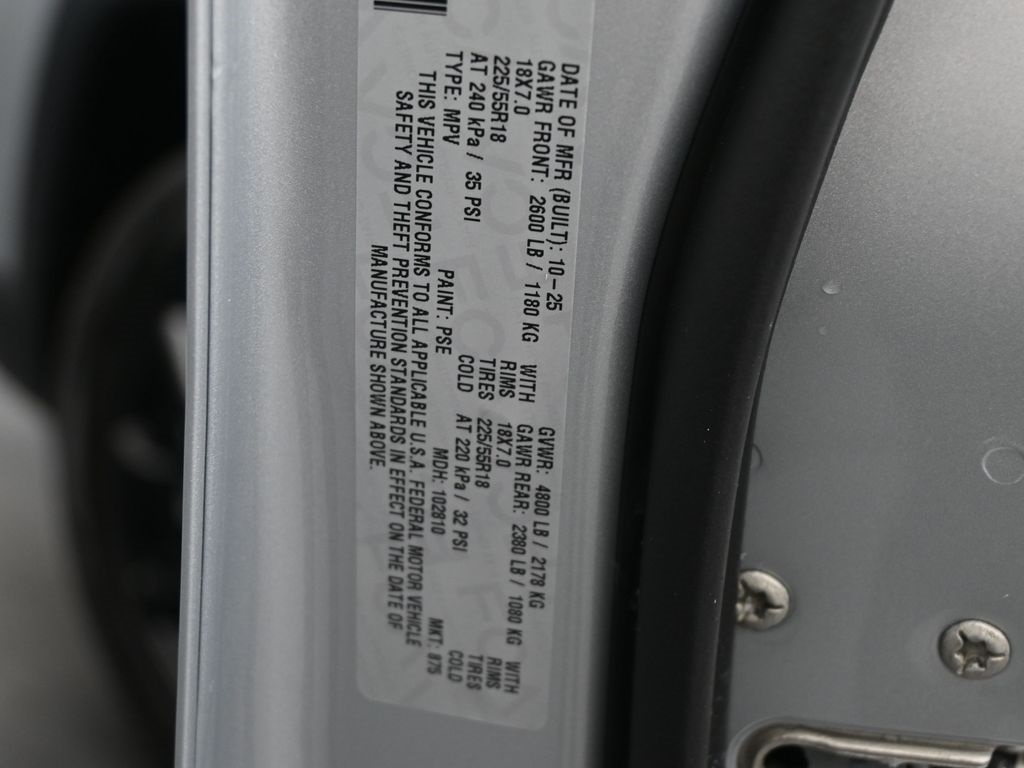 DATE OF MFR (BUILT): 10-25 GVWR: 4800 LB / 2178 KG
GAWR FRONT: 2600 LB / 1180 KG WITH GAWR REAR: 2380 LB / 1080 KG WITH
18X7.0 RIMS 18X7.0 RIMS
225/55R18 TIRES 225/55R18 TIRES
AT 240 kPa / 35 PSI COLD AT 220 kPa / 32 PSI COLD
TYPE: MPV PAINT: PSE MDH: 102910 MKT: 875
THIS VEHICLE CONFORMS TO ALL APPLICABLE U.S.A. FEDERAL MOTOR VEHICLE
SAFETY AND THEFT PREVENTION STANDARDS IN EFFECT ON THE DATE OF
MANUFACTURE SHOWN ABOVE.